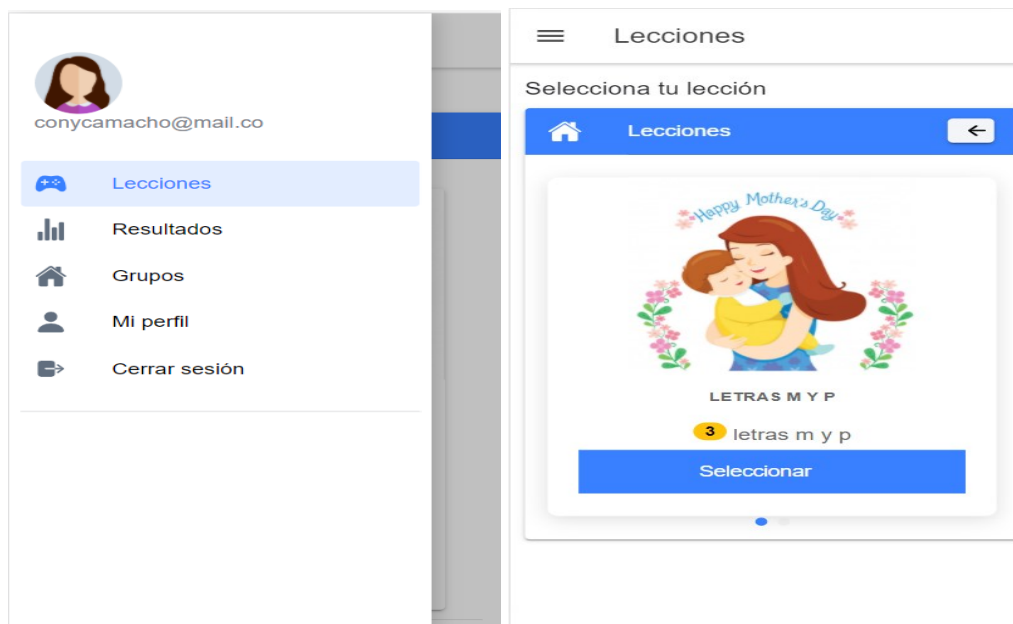 conycamacho@mail.co
Lecciones
Resultados
Grupos
Mi perfil
Cerrar sesión
Lecciones
Selecciona tu lección
Lecciones
Happy Mother's Day
LETRAS M Y P
3 letras m y p
Seleccionar